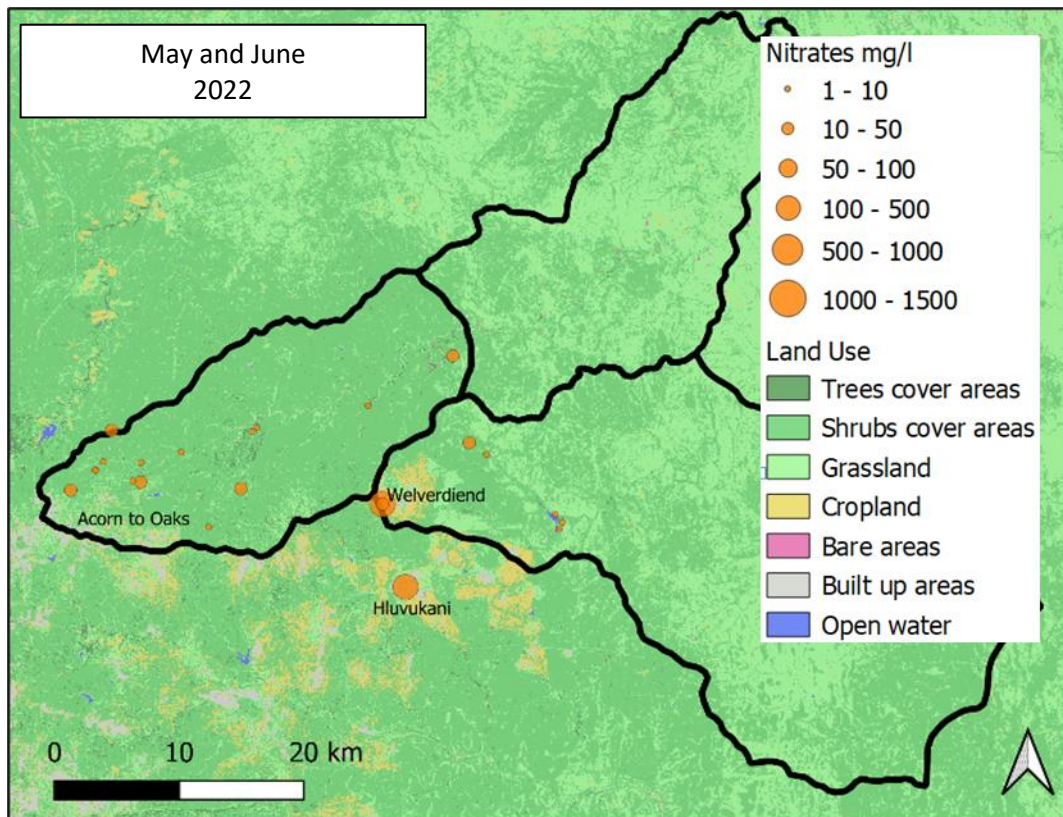 May and June
2022
Nitrates mg/l
1 - 10
10 - 50
50 - 100
100 - 500
500 - 1000
1000 - 1500
Land Use
Trees cover areas
Shrubs cover areas
Grassland
Cropland
Bare areas
Built up areas
Open water
Welverdiend
Acorn to Oaks
Hluvukani
0 10 20 km